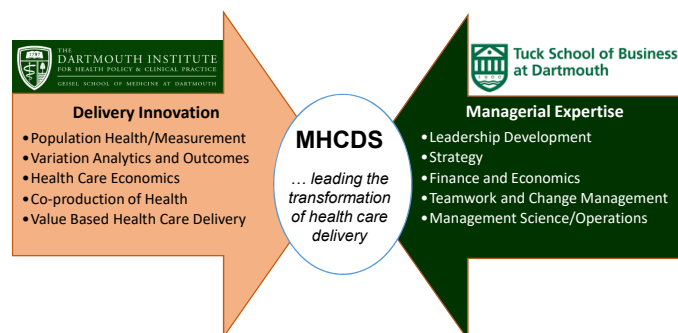 THE
DARTMOUTH INSTITUTE
FOR HEALTH POLICY & CLINICAL PRACTICE
GEISEL SCHOOL OF MEDICINE AT DARTMOUTH
Delivery Innovation
•Population Health/Measurement
•Variation Analytics and Outcomes
•Health Care Economics
•Co-production of Health
•Value Based Health Care Delivery
MHCDS
… leading the
transformation
of health care
delivery
Tuck School of Business
at Dartmouth
Managerial Expertise
•Leadership Development
•Strategy
•Finance and Economics
•Teamwork and Change Management
•Management Science/Operations